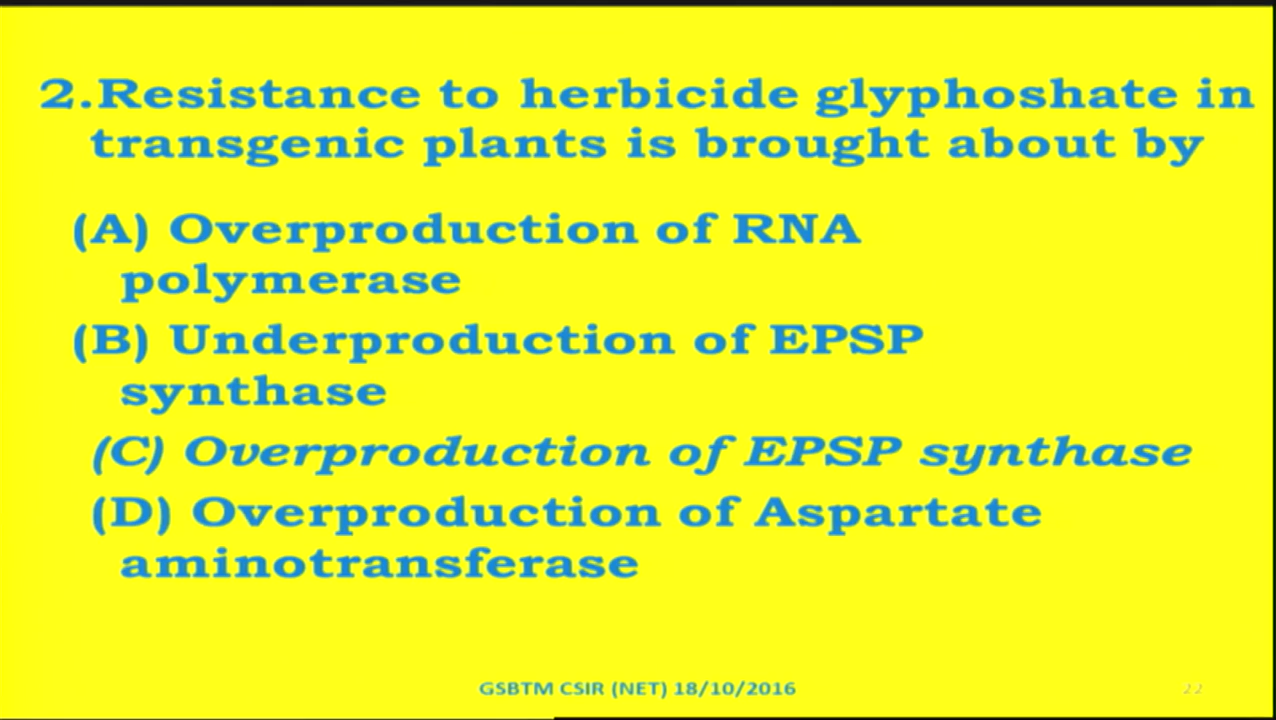 2.Resistance to herbicide glyphoshate in
transgenic plants is brought about by
(A) Overproduction of RNA
polymerase
(B) Underproduction of EPSP
synthase
(C) Overproduction of EPSP synthase
(D) Overproduction of Aspartate
aminotransferase
GSBTM CSIR (NET) 18/10/2016
22